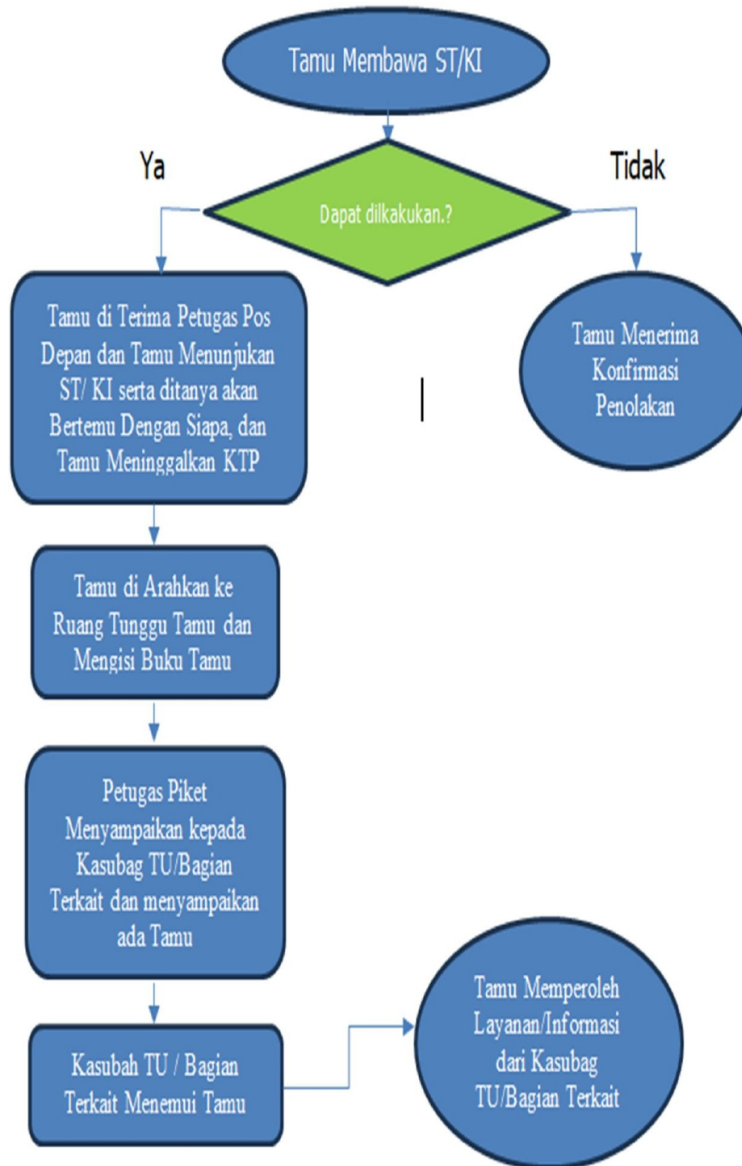 Tamu Membawa ST/KI
Ya
Tidak
Dapat dilkakukan.?
Tamu di Terima Petugas Pos
Depan dan Tamu Menunjukan
ST/ KI serta ditanya akan
Bertemu Dengan Siapa, dan
Tamu Meninggalkan KTP
Tamu Menerima
Konfirmasi
Penolakan
Tamu di Arahkan ke
Ruang Tunggu Tamu dan
Mengisi Buku Tamu
Petugas Piket
Menyampaikan kepada
Kasubag TU/Bagian
Terkait dan menyampaikan
ada Tamu
Kasubah TU / Bagian
Terkait Menemui Tamu
Tamu Memperoleh
Layanan/Informasi
dari Kasubag
TU/Bagian Terkait